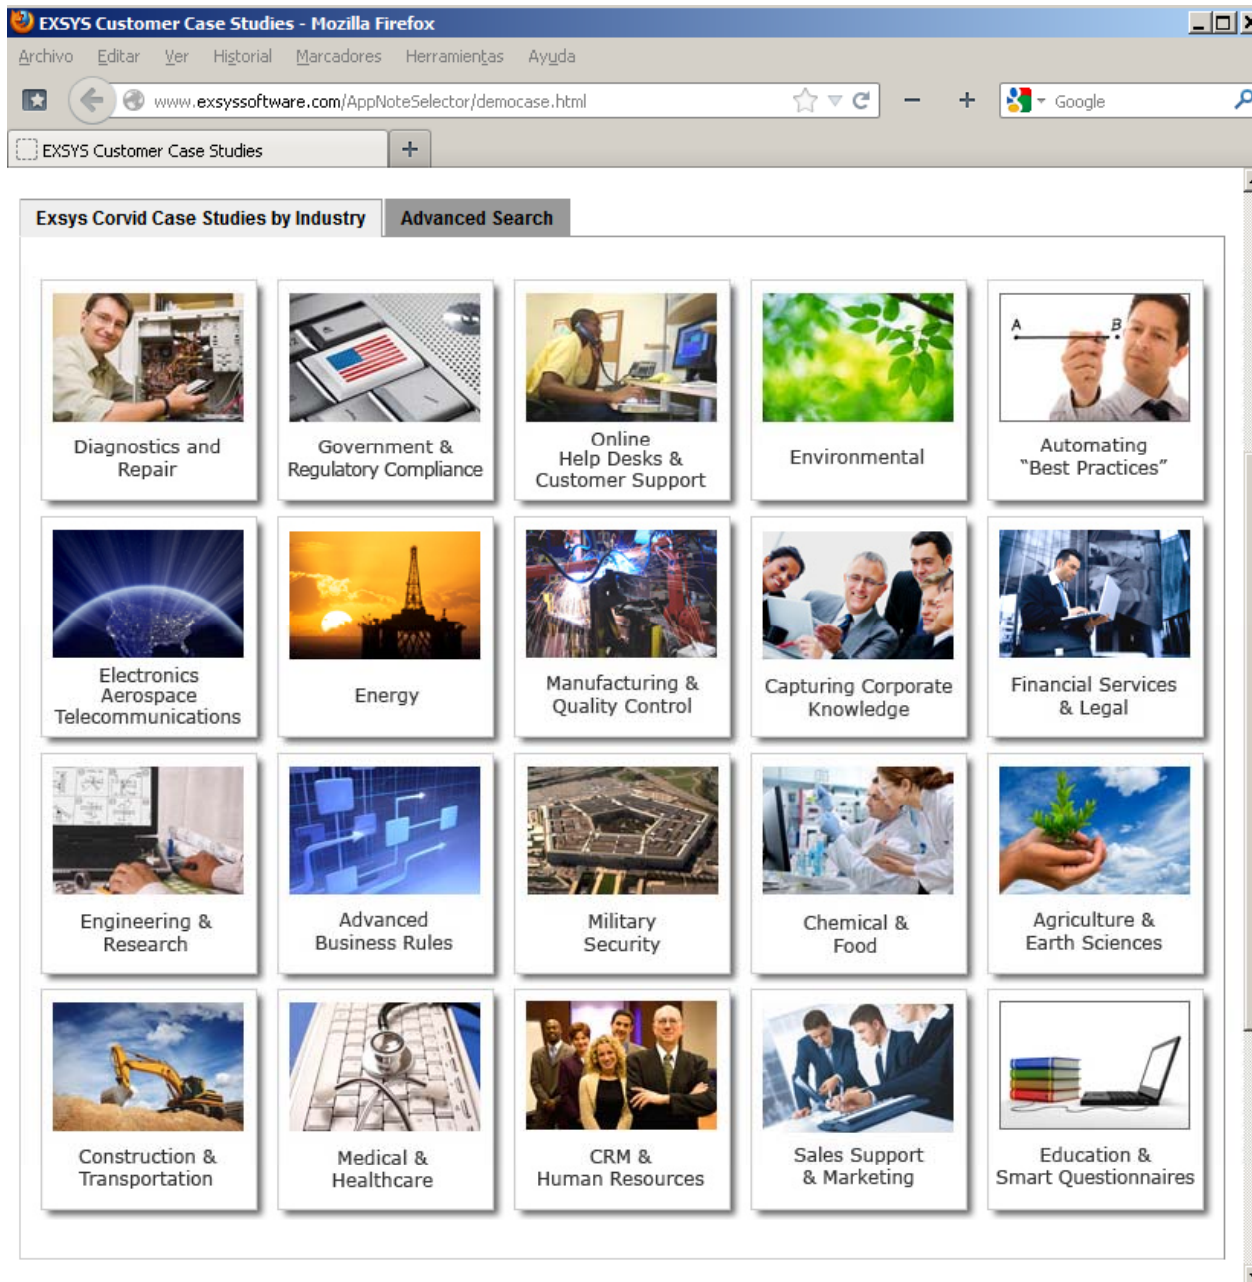 EXSYS Customer Case Studies - Mozilla Firefox
Archivo Editar Ver Historial Marcadores Herramientas Ayuda
www.exsyssoftware.com/AppNoteSelector/democase.html
Google
EXSYS Customer Case Studies
Exsys Corvid Case Studies by Industry
Advanced Search
A B
Diagnostics and
Repair
Government &
Regulatory Compliance
Online
Help Desks &
Customer Support
Environmental
Automating
“Best Practices”
Electronics
Aerospace
Telecommunications
Energy
Manufacturing &
Quality Control
Capturing Corporate
Knowledge
Financial Services
& Legal
Engineering &
Research
Advanced
Business Rules
Military
Security
Chemical &
Food
Agriculture &
Earth Sciences
Construction &
Transportation
Medical &
Healthcare
CRM &
Human Resources
Sales Support
& Marketing
Education &
Smart Questionnaires